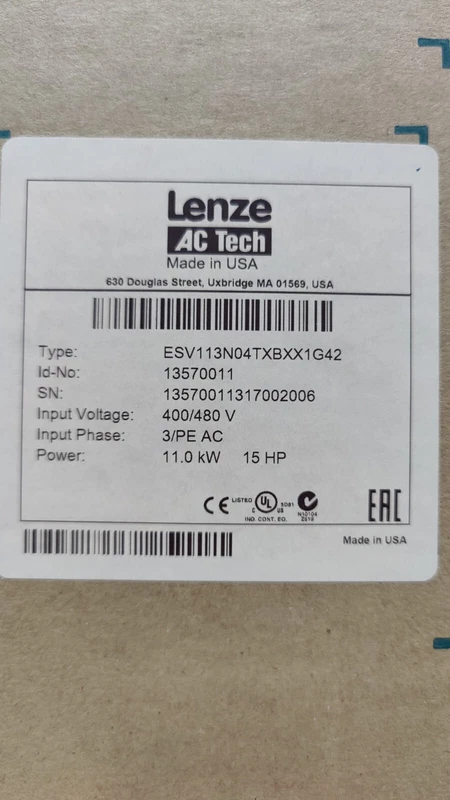 Lenze
AC Tech
Made in USA
630 Douglas Street, Uxbridge MA 01569, USA
Type: ESV113N04TXBXX1G42
Id-No: 13570011
SN: 13570011317002006
Input Voltage: 400/480 V
Input Phase: 3/PE AC
Power: 11.0 kW 15 HP
CE LISTED C UL US EAC
IND. CONT. EQ. N10104
Made in USA